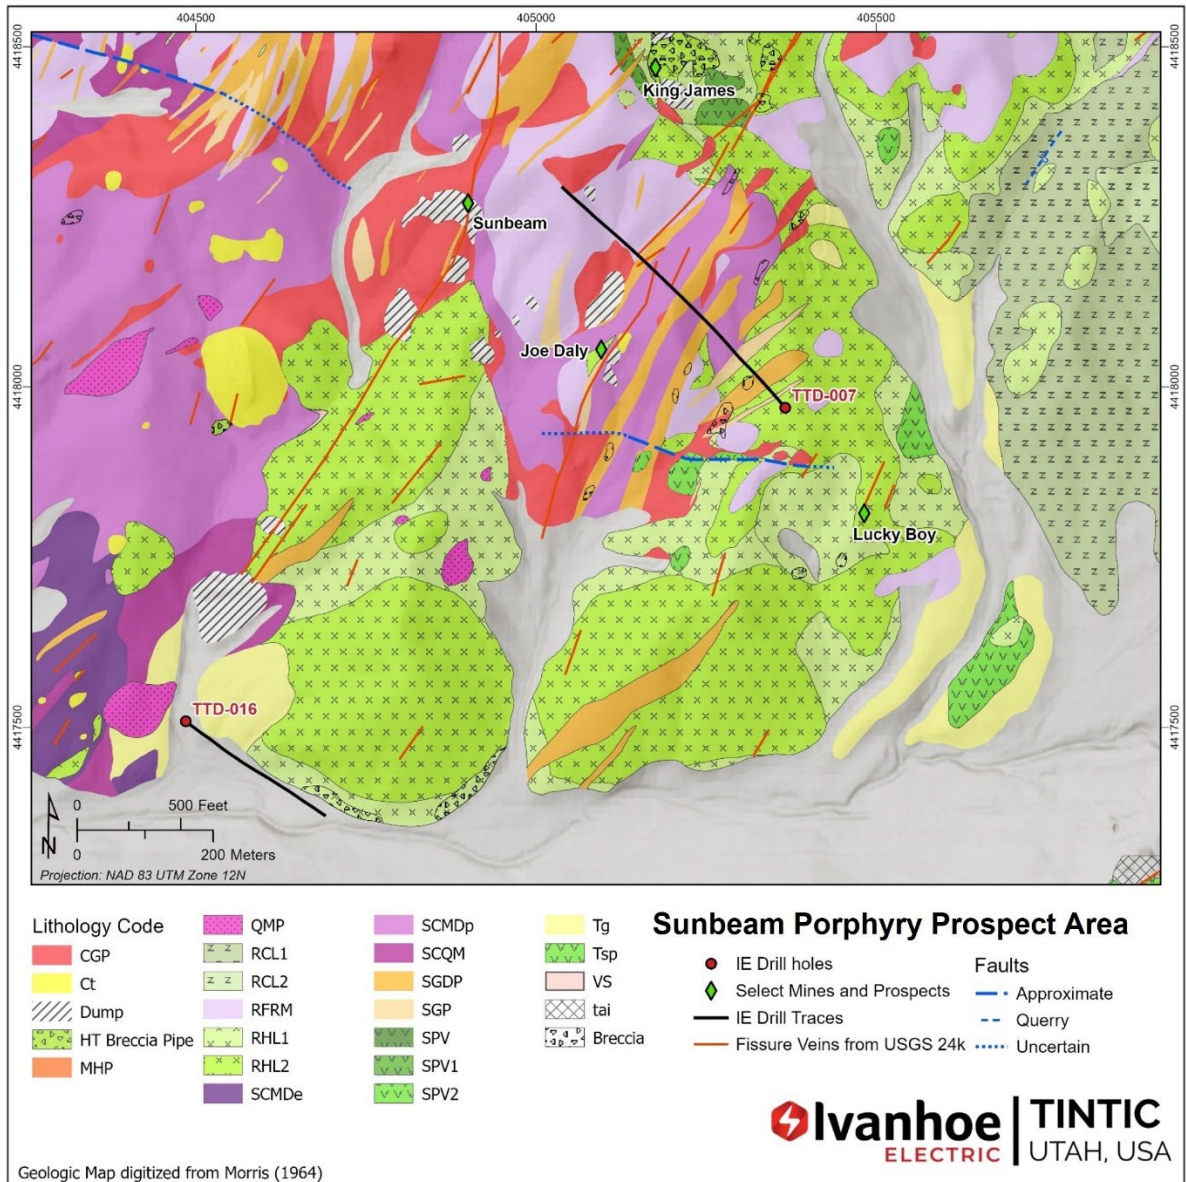 404500
405000
405500
4418500
4418500
King James
Sunbeam
Joe Daly
TTD-007
4418000
4418000
Lucky Boy
TTD-016
4417500
4417500
0 500 Feet
N
0 200 Meters
Projection: NAD 83 UTM Zone 12N
Lithology Code
CGP
Ct
Dump
HT Breccia Pipe
MHP
QMP
RCL1
RCL2
RFRM
RHL1
RHL2
SCMDe
SCMDp
SCQM
SGDP
SGP
SPV
SPV1
SPV2
Tg
Tsp
VS
tai
Breccia
Sunbeam Porphyry Prospect Area
IE Drill holes
Select Mines and Prospects
IE Drill Traces
Fissure Veins from USGS 24k
Faults
Approximate
Querry
Uncertain
Ivanhoe
ELECTRIC
TINTIC
UTAH, USA
Geologic Map digitized from Morris (1964)